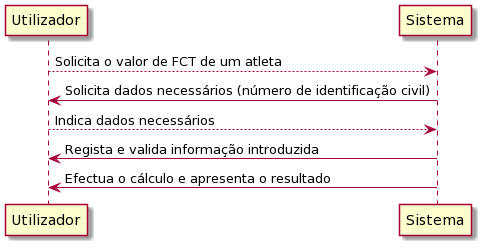 Utilizador Sistema
Solicita o valor de FCT de um atleta
Solicita dados necessários (número de identificação civil)
Indica dados necessários
Regista e valida informação introduzida
Efectua o cálculo e apresenta o resultado
Utilizador Sistema